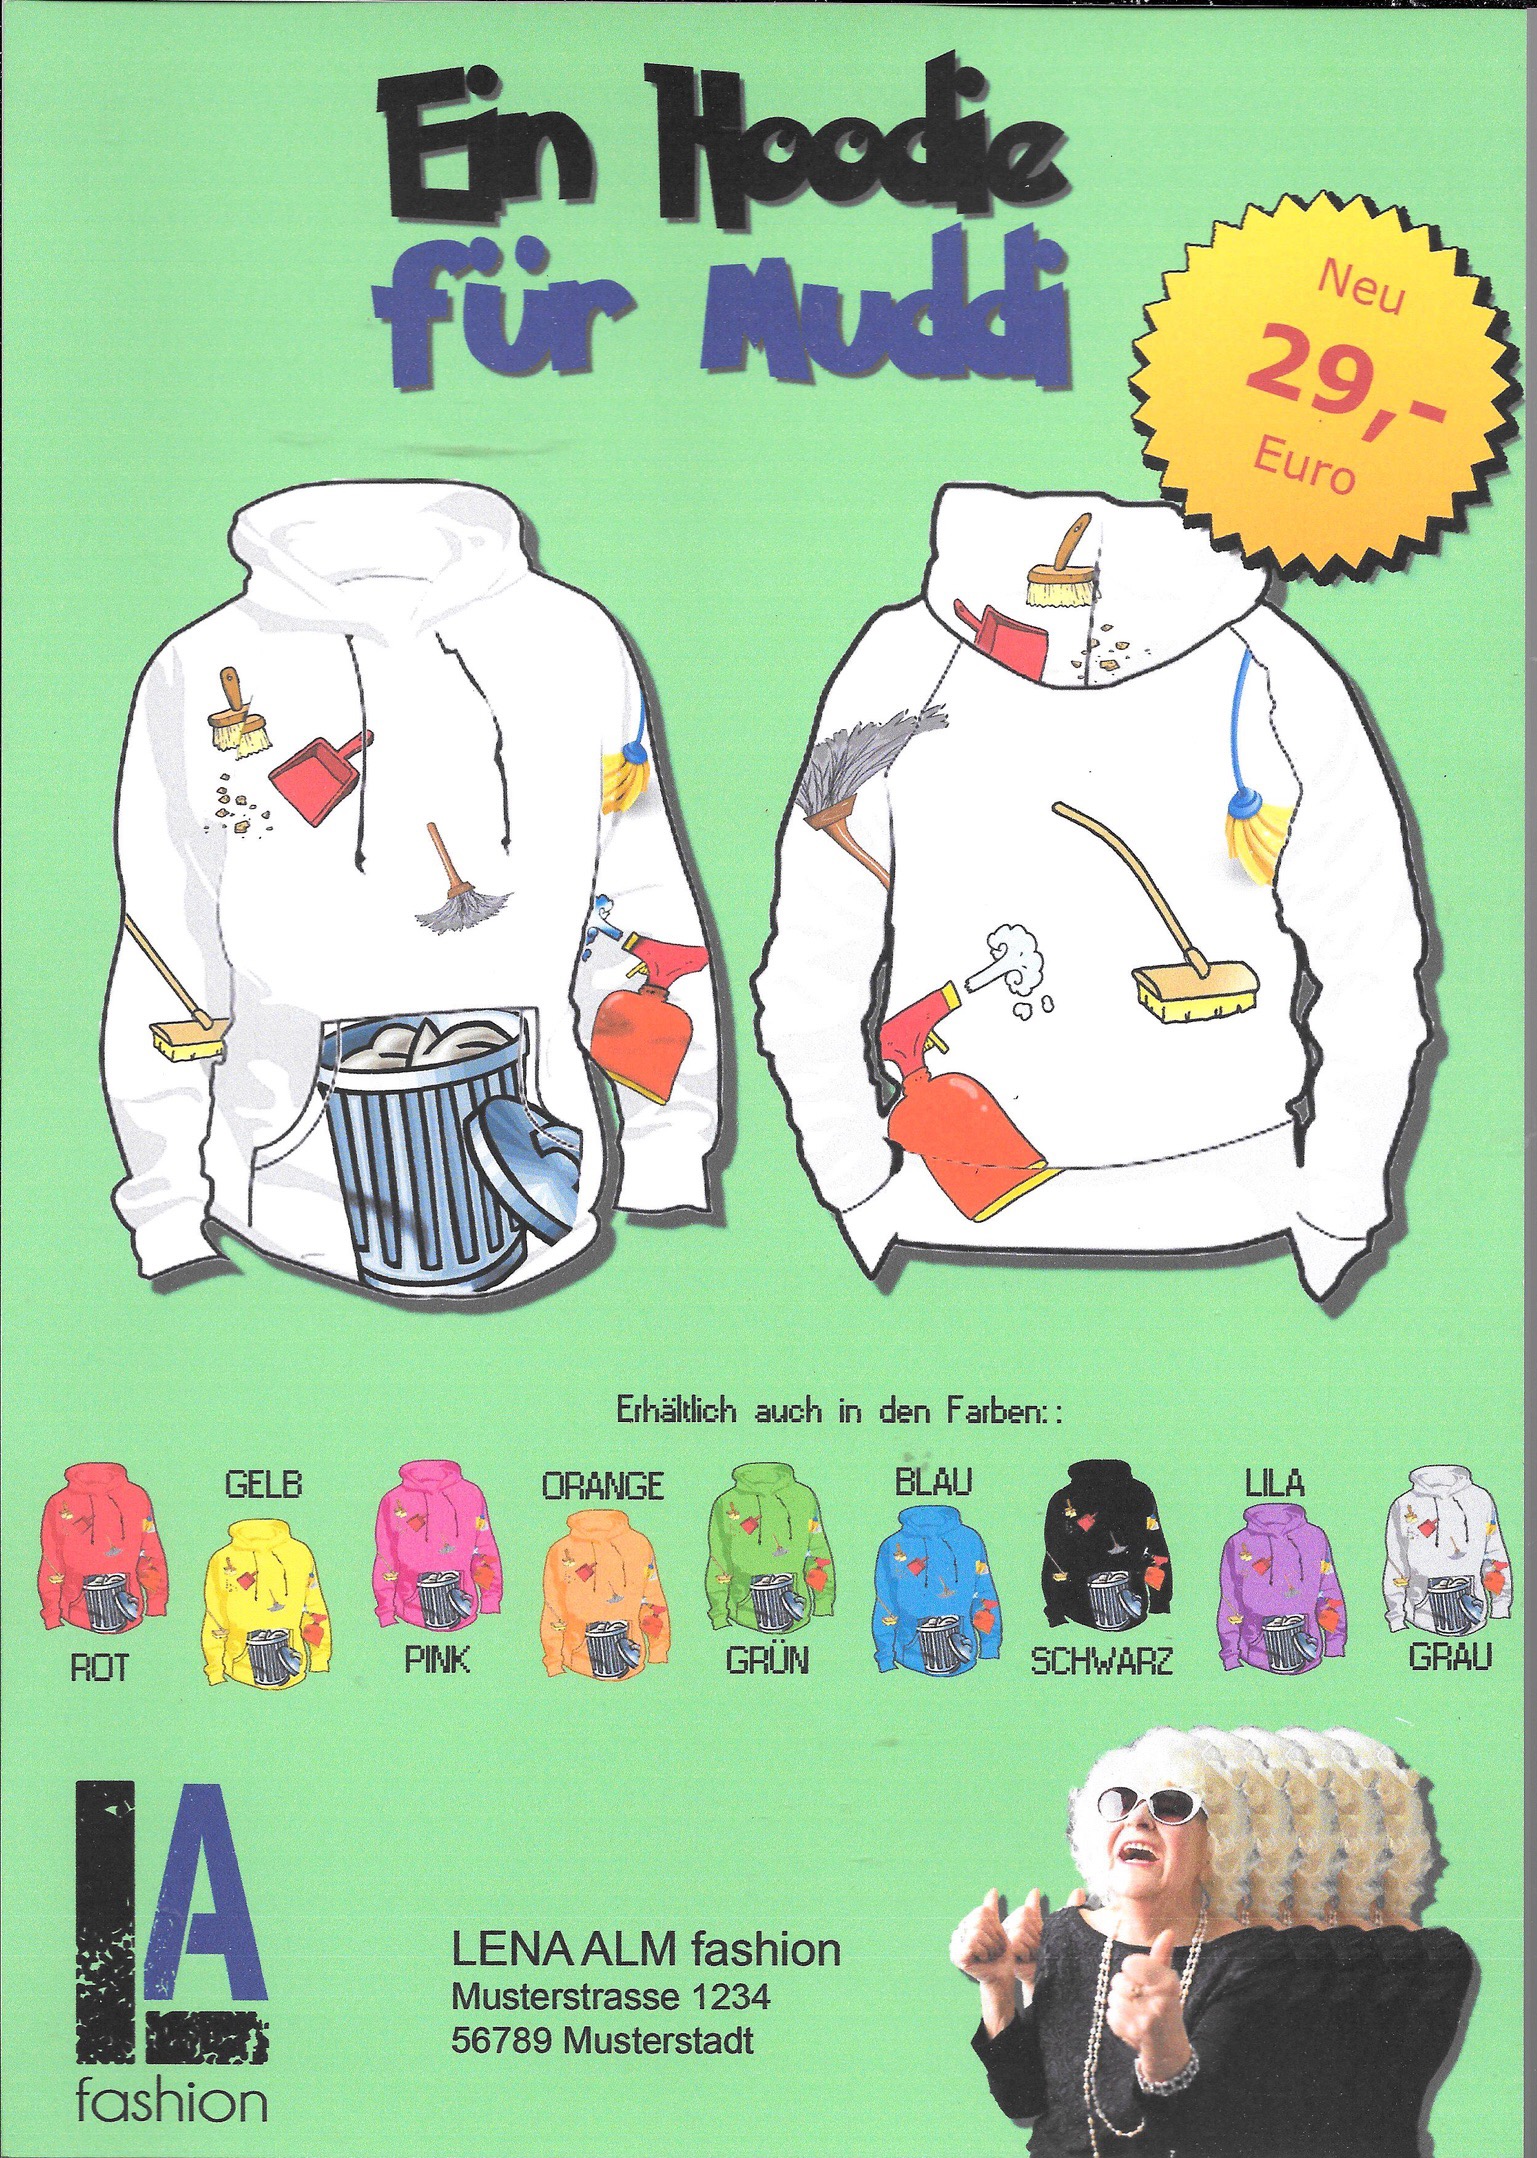 Ein Hoodie
für Muddi
Neu
29,-
Euro
Erhältlich auch in den Farben::
GELB
ORANGE
BLAU
LILA
ROT
PINK
GRÜN
SCHWARZ
GRAU
LA
fashion
LENA ALM fashion
Musterstrasse 1234
56789 Musterstadt